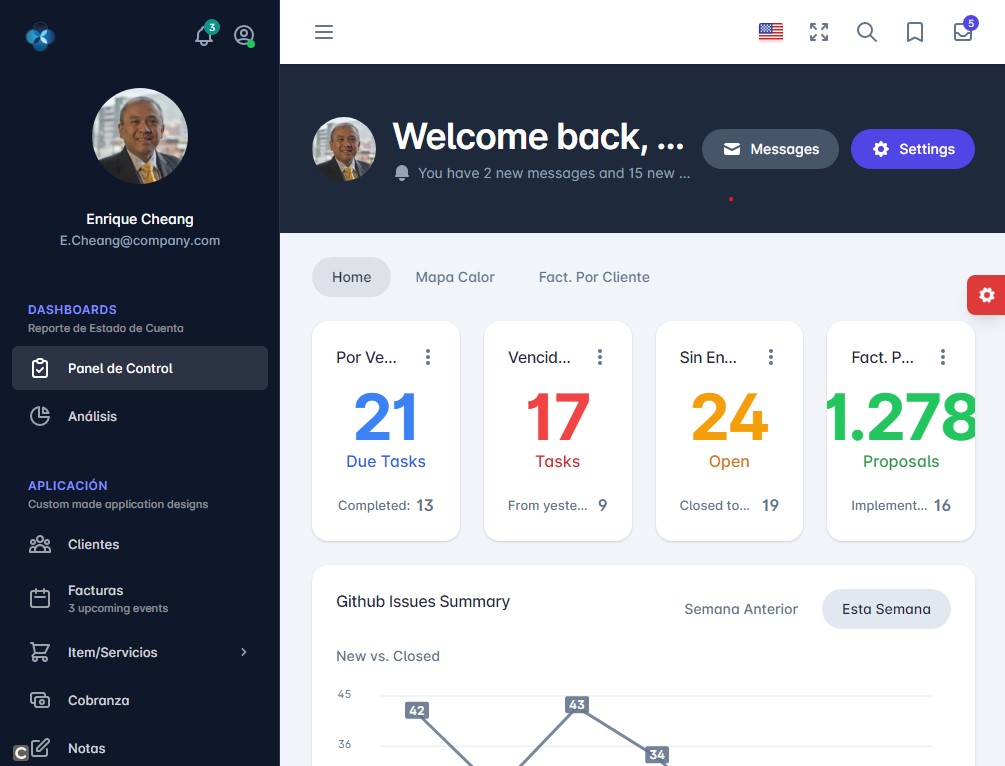 3
5
Enrique Cheang
E.Cheang@company.com
DASHBOARDS
Reporte de Estado de Cuenta
Panel de Control
Análisis
APLICACIÓN
Custom made application designs
Clientes
Facturas
3 upcoming events
Item/Servicios
Cobranza
C
Notas
Welcome back, ...
You have 2 new messages and 15 new ...
Messages
Settings
Home
Mapa Calor
Fact. Por Cliente
Por Ve...
21
Due Tasks
Completed: 13
Vencid...
17
Tasks
From yeste... 9
Sin En...
24
Open
Closed to... 19
Fact. P...
1.278
Proposals
Implement... 16
Github Issues Summary
Semana Anterior
Esta Semana
New vs. Closed
45
42
43
36
34